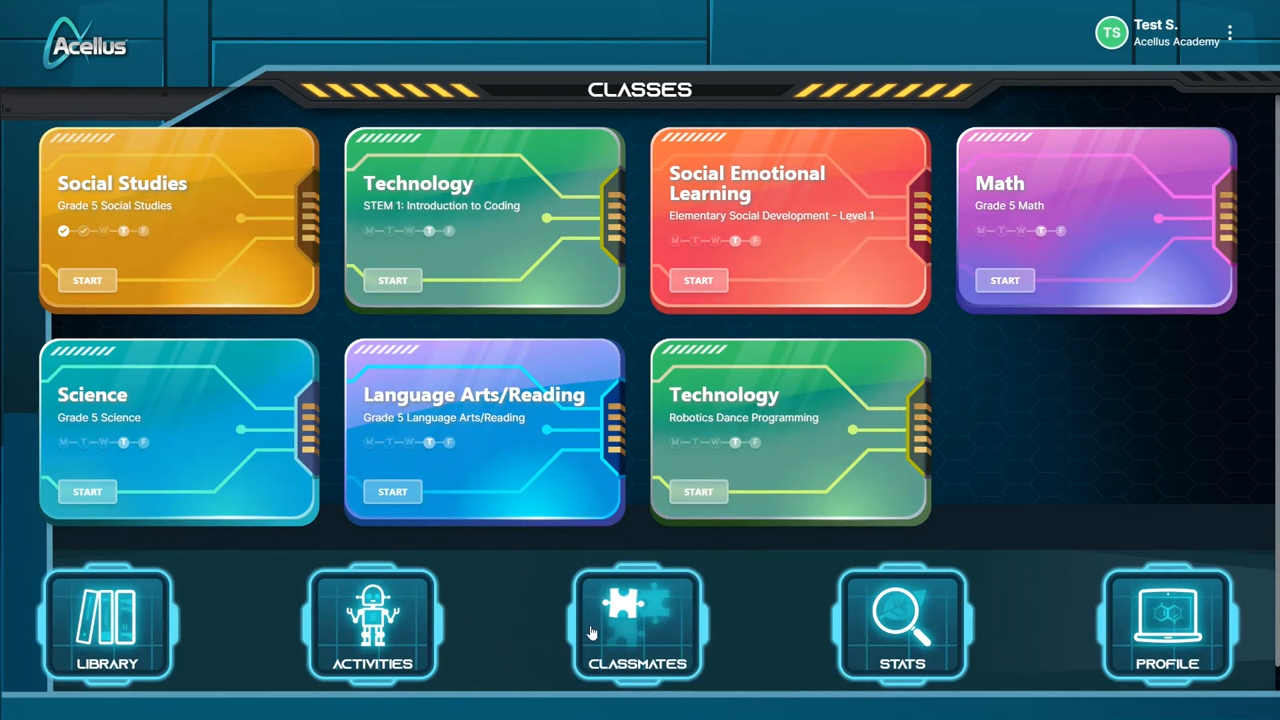 Acellus
TS
Test S.
Acellus Academy
CLASSES
Social Studies
Grade 5 Social Studies
W T F
START
Technology
STEM 1: Introduction to Coding
M T W T F
START
Social Emotional
Learning
Elementary Social Development - Level 1
M T W T F
START
Math
Grade 5 Math
M T W T F
START
Science
Grade 5 Science
M T W T F
START
Language Arts/Reading
Grade 5 Language Arts/Reading
M T W T F
START
Technology
Robotics Dance Programming
M T W T F
START
LIBRARY
ACTIVITIES
CLASSMATES
STATS
PROFILE